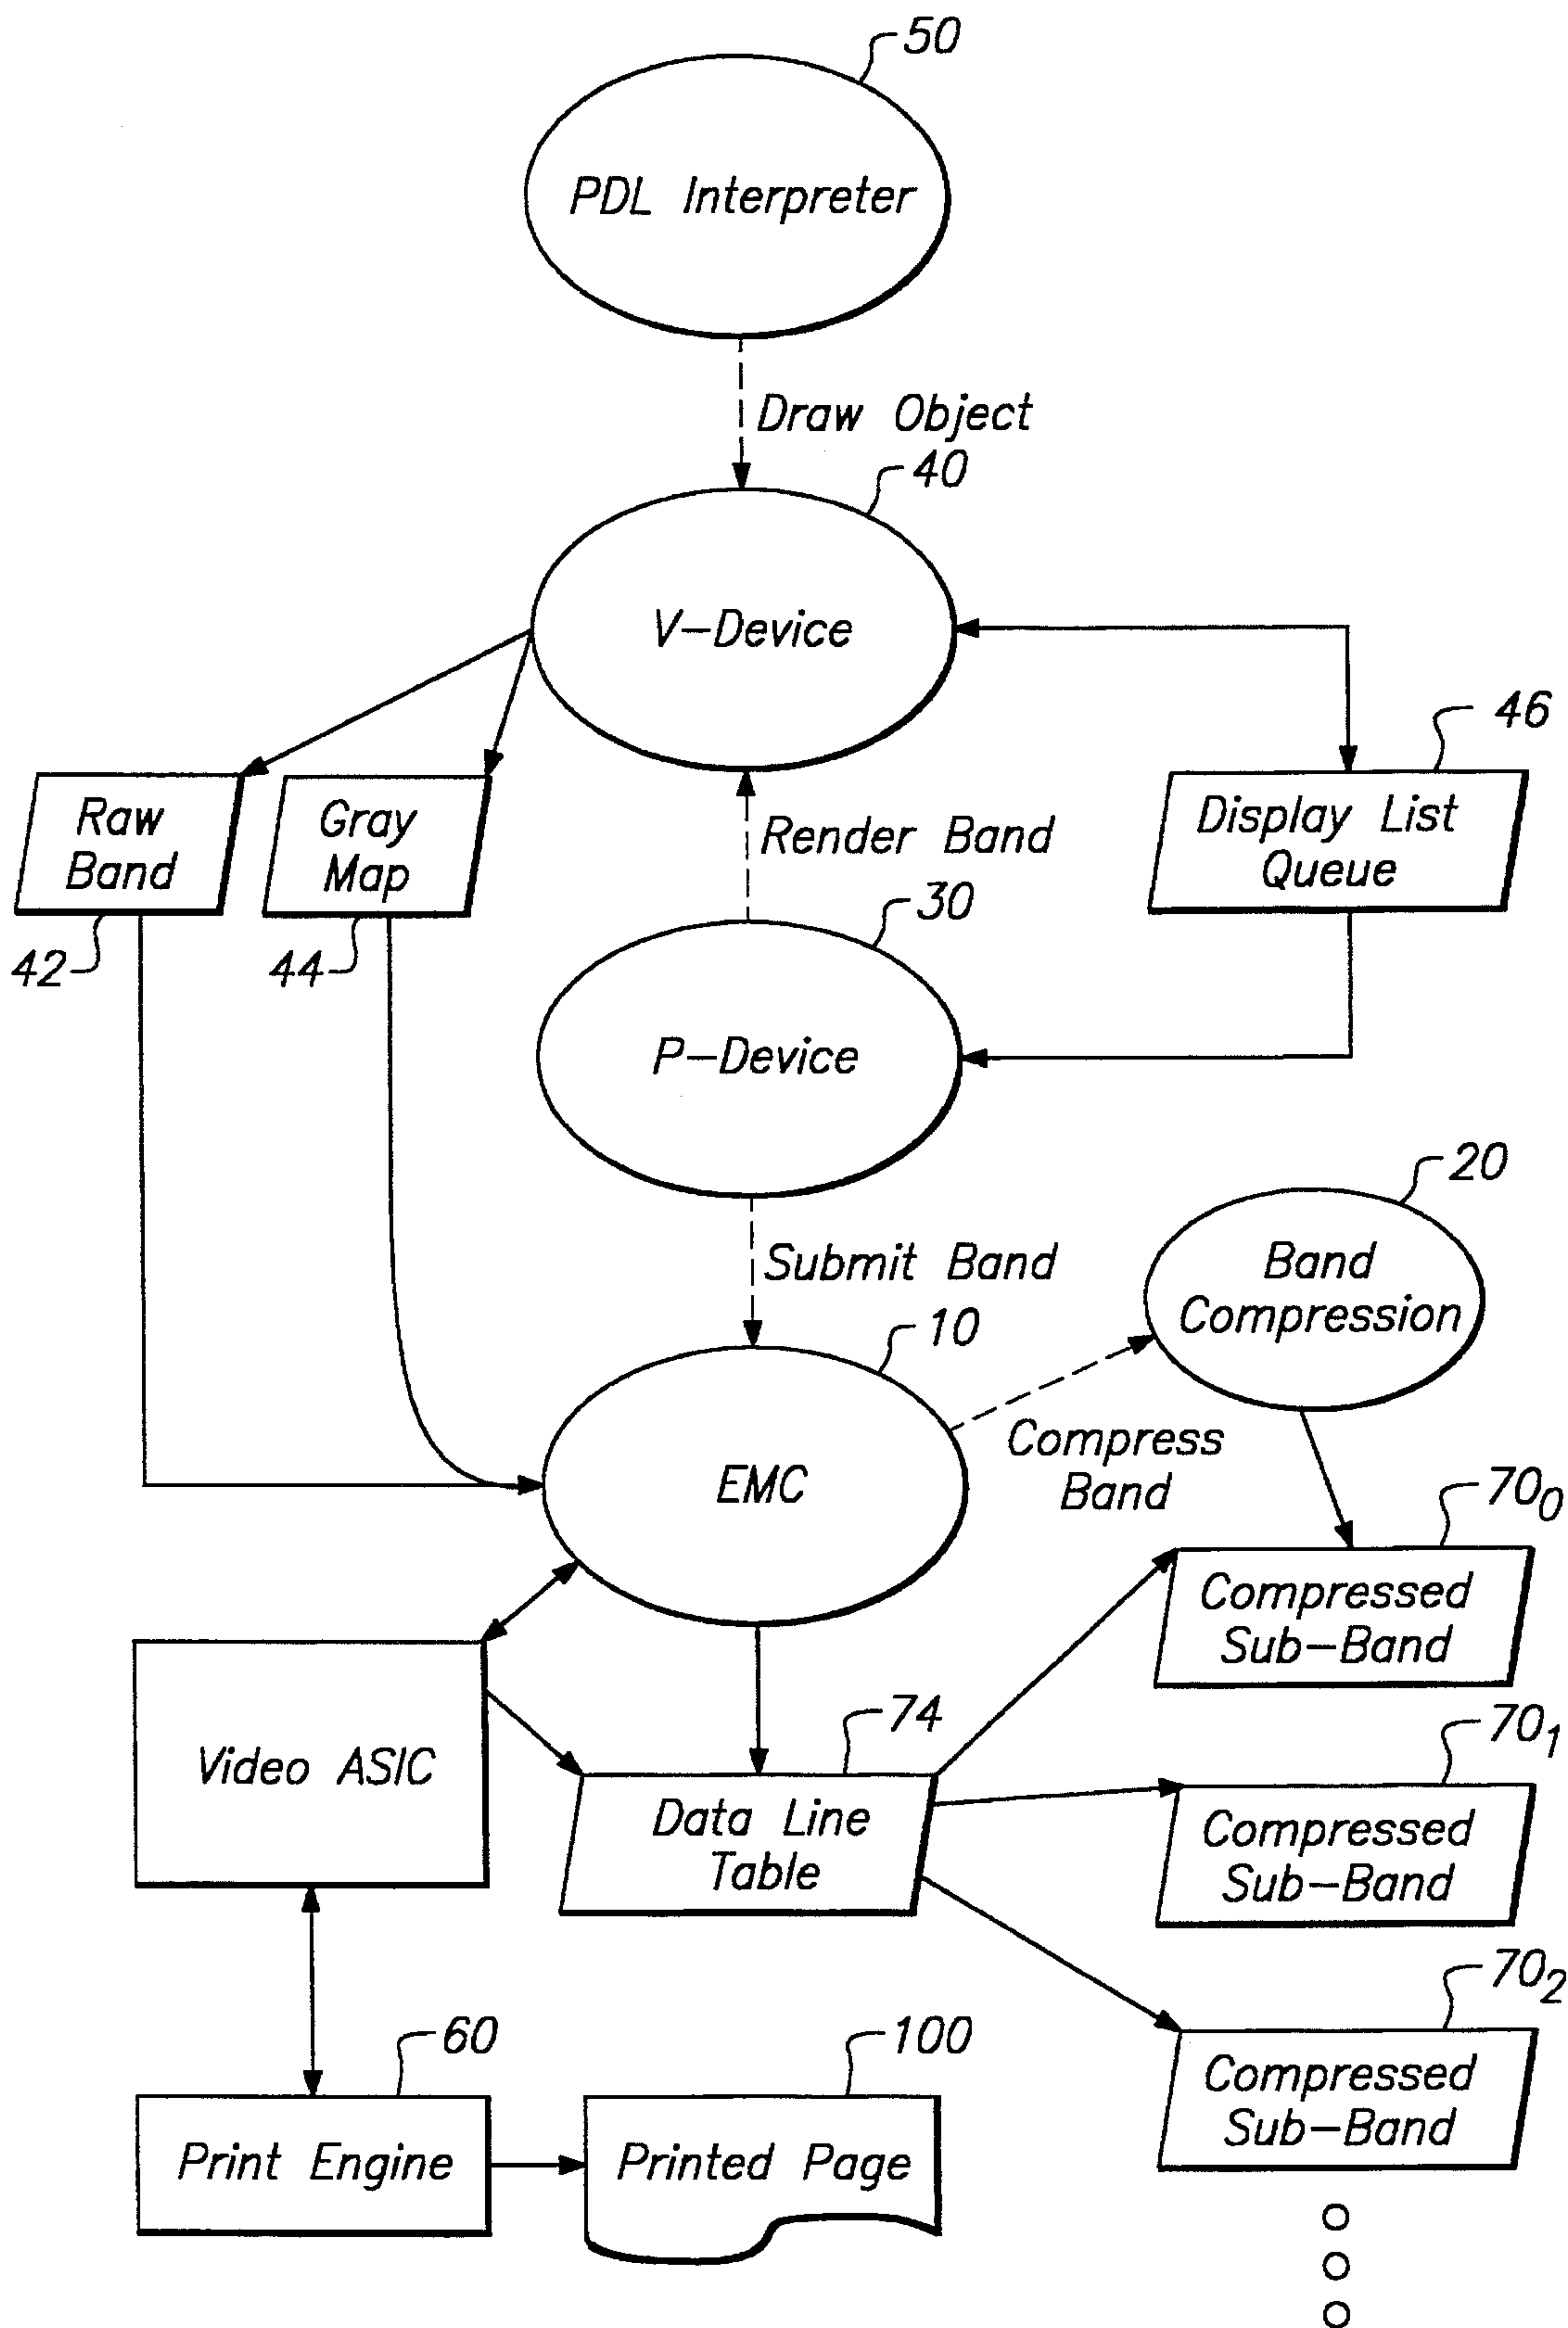 50
PDL Interpreter
Draw Object
40
V-Device
46
Raw
Band
Gray
Map
Render Band
Display List
Queue
42
44
30
P-Device
20
Submit Band
Band
Compression
10
Compress
Band
EMC
70₀
Compressed
Sub-Band
74
70₁
Video ASIC
Data Line
Table
Compressed
Sub-Band
70₂
60
100
Compressed
Sub-Band
Print Engine
Printed Page